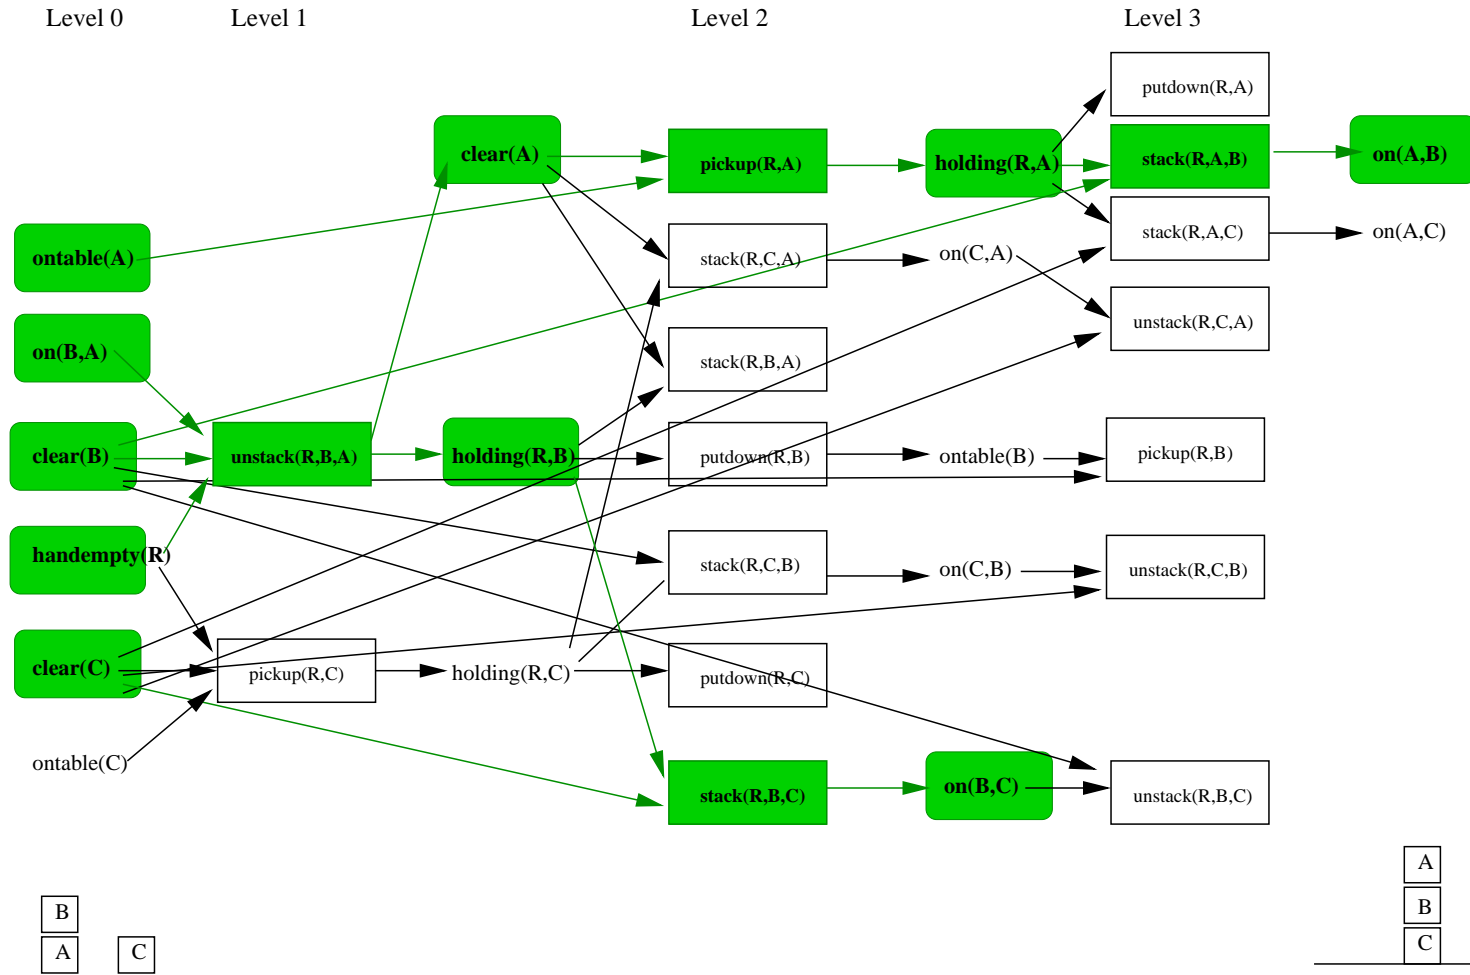 Level 0 Level 1 Level 2 Level 3
putdown(R,A)
clear(A) pickup(R,A) holding(R,A) stack(R,A,B) on(A,B)
stack(R,A,C) on(A,C)
ontable(A) stack(R,C,A) on(C,A)
unstack(R,C,A)
on(B,A) stack(R,B,A)
clear(B) unstack(R,B,A) holding(R,B) putdown(R,B) ontable(B) pickup(R,B)
handempty(R) stack(R,C,B) on(C,B) unstack(R,C,B)
clear(C) pickup(R,C) holding(R,C) putdown(R,C)
ontable(C)
stack(R,B,C) on(B,C) unstack(R,B,C)
A
B B
A C C